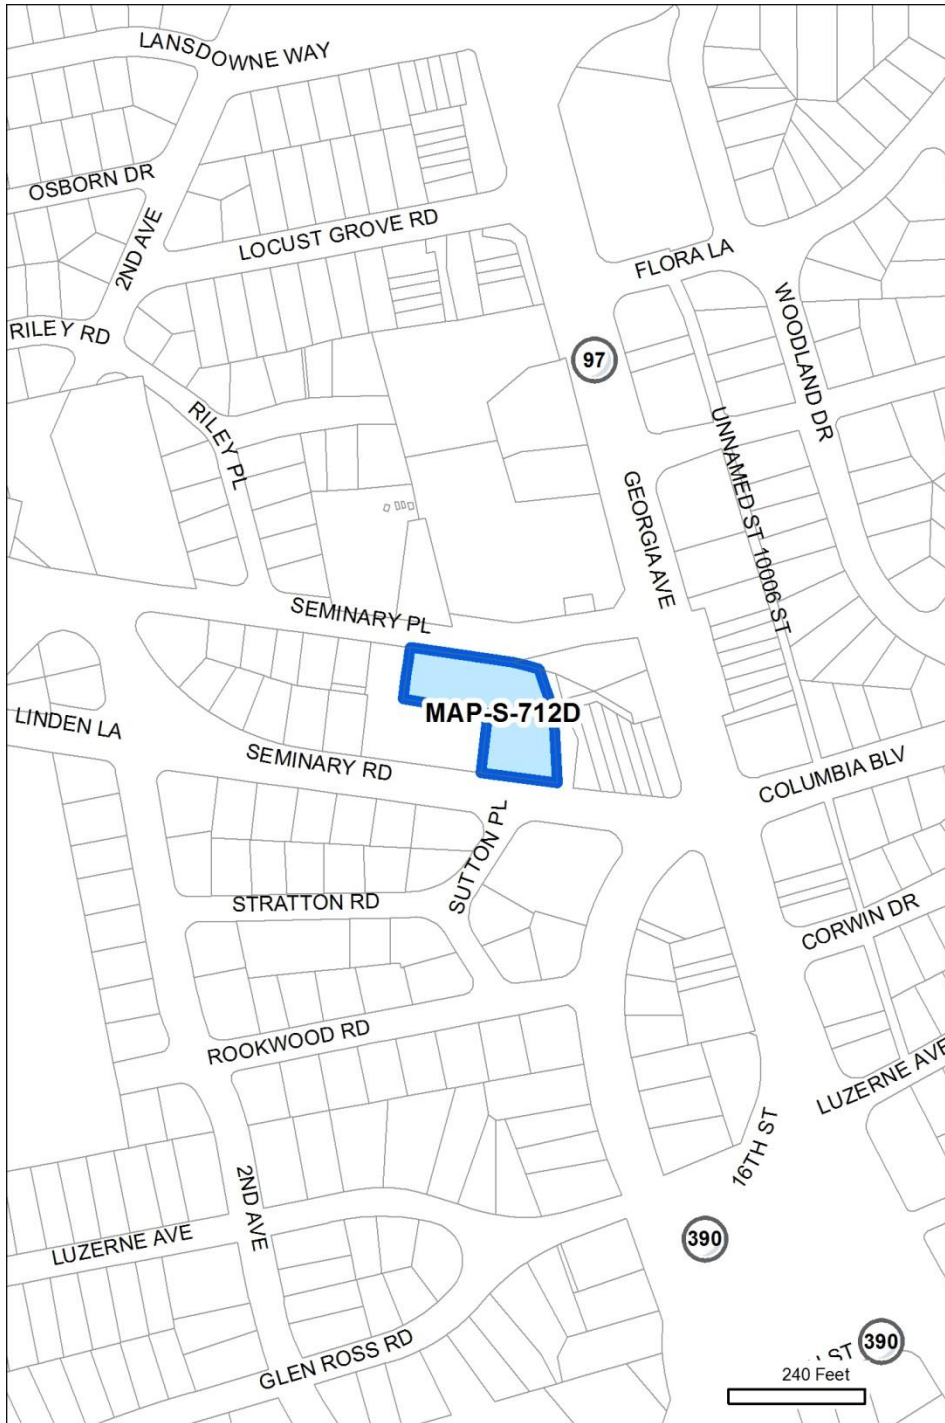 LANSDOWNE WAY
OSBORN DR
2ND AVE
LOCUST GROVE RD
FLORA LA
RILEY RD
97
WOODLAND DR
RILEY PL
UNNAMED ST 10006 ST
GEORGIA AVE
SEMINARY PL
MAP-S-712D
LINDEN LA
SEMINARY RD
COLUMBIA BLV
SUTTON PL
STRATTON RD
CORWIN DR
ROOKWOOD RD
LUZERNE AVE
16TH ST
2ND AVE
LUZERNE AVE
390
GLEN ROSS RD
ST
390
240 Feet